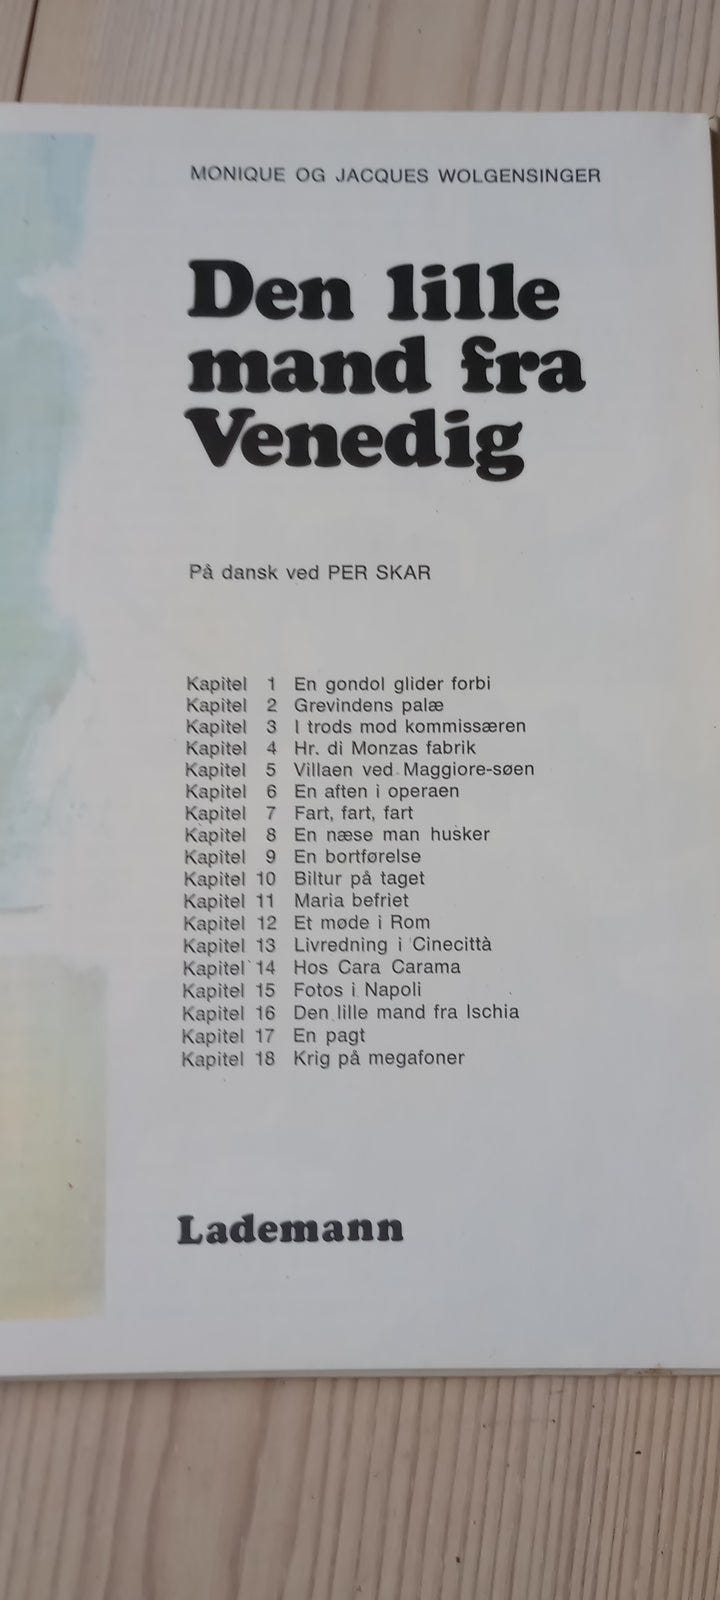 MONIQUE OG JACQUES WOLGENSINGER
Den lille
mand fra
Venedig
På dansk ved PER SKAR
Kapitel 1 En gondol glider forbi
Kapitel 2 Grevindens palæ
Kapitel 3 I trods mod kommissæren
Kapitel 4 Hr. di Monzas fabrik
Kapitel 5 Villaen ved Maggiore-søen
Kapitel 6 En aften i operaen
Kapitel 7 Fart, fart, fart
Kapitel 8 En næse man husker
Kapitel 9 En bortførelse
Kapitel 10 Biltur på taget
Kapitel 11 Maria befriet
Kapitel 12 Et møde i Rom
Kapitel 13 Livredning i Cinecittà
Kapitel 14 Hos Cara Carama
Kapitel 15 Fotos i Napoli
Kapitel 16 Den lille mand fra Ischia
Kapitel 17 En pagt
Kapitel 18 Krig på megafoner
Lademann